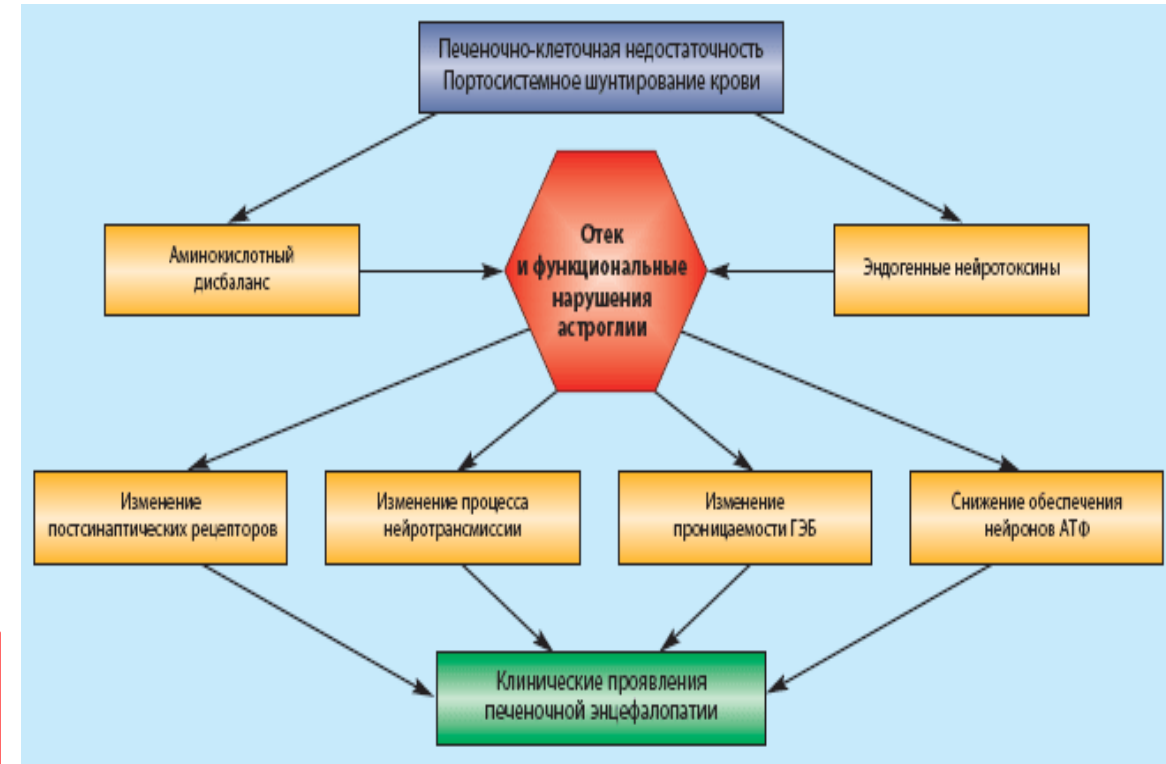 Печеночно-клеточная недостаточность
Портосистемное шунтирование крови
Аминокислотный
дисбаланс
Отек
и функциональные
нарушения
астроглии
Эндогенные нейротоксины
Изменение
постсинаптических рецепторов
Изменение процесса
нейротрансмиссии
Изменение
проницаемости ГЭБ
Снижение обеспечения
нейронов АТФ
Клинические проявления
печеночной энцефалопатии